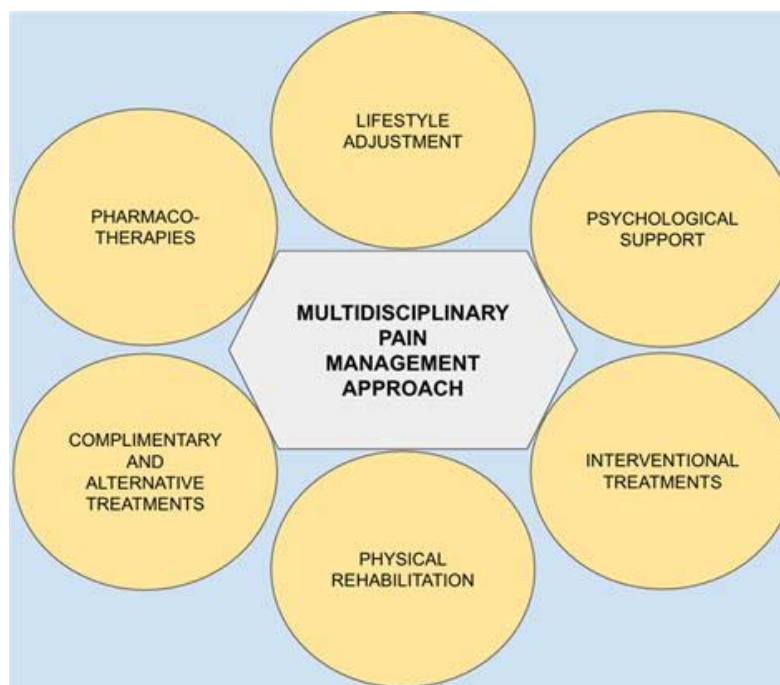 LIFESTYLE
ADJUSTMENT
PHARMACO-
THERAPIES
PSYCHOLOGICAL
SUPPORT
MULTIDISCIPLINARY
PAIN
MANAGEMENT
APPROACH
COMPLIMENTARY
AND
ALTERNATIVE
TREATMENTS
INTERVENTIONAL
TREATMENTS
PHYSICAL
REHABILITATION